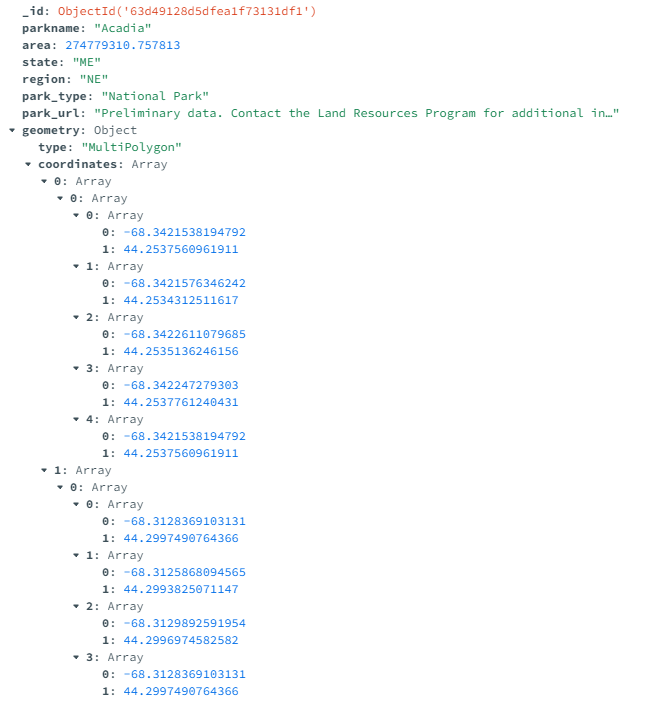 _id: ObjectId('63d49128d5dfea1f73131df1')
parkname: "Acadia"
area: 274779310.757813
state: "ME"
region: "NE"
park_type: "National Park"
park_url: "Preliminary data. Contact the Land Resources Program for additional in…"
geometry: Object
type: "MultiPolygon"
coordinates: Array
0: Array
0: Array
0: Array
0: -68.3421538194792
1: 44.2537560961911
1: Array
0: -68.3421576346242
1: 44.2534312511617
2: Array
0: -68.3422611079685
1: 44.2535136246156
3: Array
0: -68.342247279303
1: 44.2537761240431
4: Array
0: -68.3421538194792
1: 44.2537560961911
1: Array
0: Array
0: Array
0: -68.3128369103131
1: 44.2997490764366
1: Array
0: -68.3125868094565
1: 44.2993825071147
2: Array
0: -68.3129892591954
1: 44.2996974582582
3: Array
0: -68.3128369103131
1: 44.2997490764366